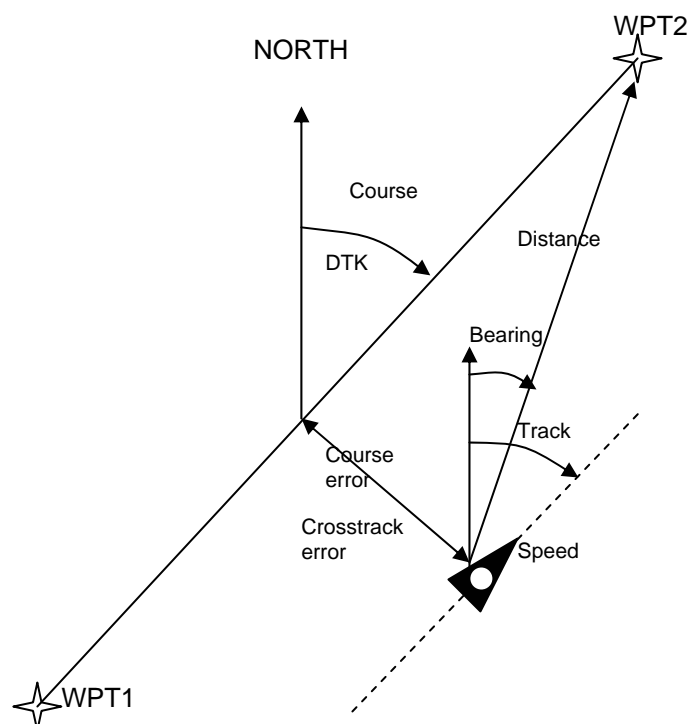 WPT2
NORTH
Course
DTK
Distance
Bearing
Track
Course
error
Crosstrack
error
Speed
WPT1